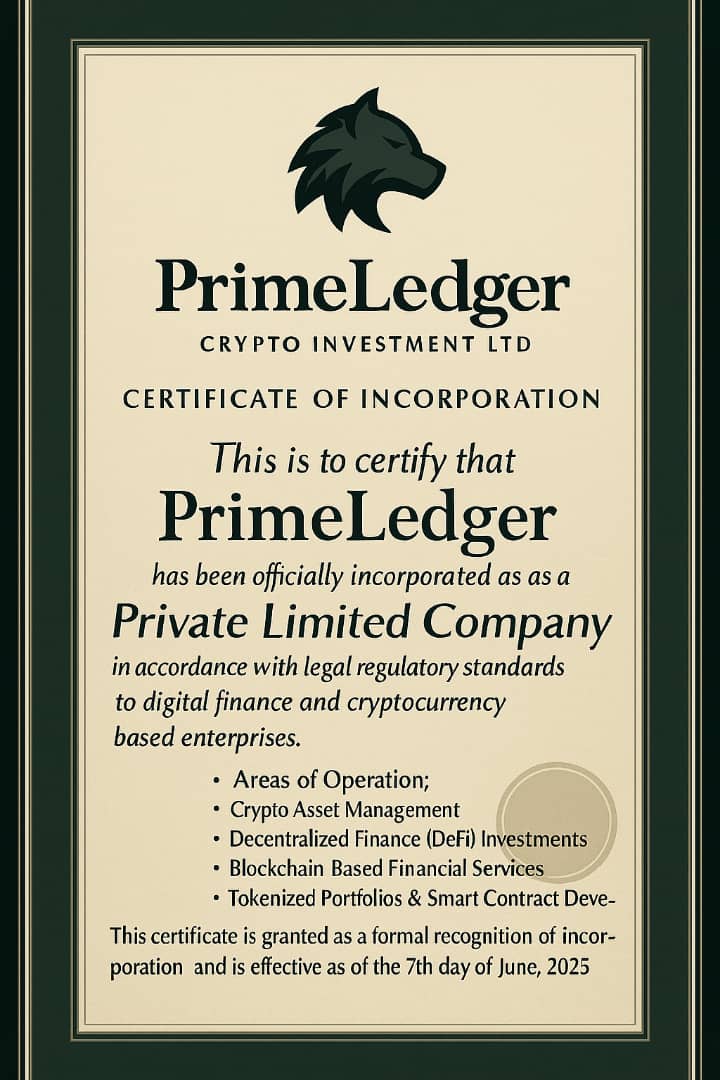 PrimeLedger
CRYPTO INVESTMENT LTD
CERTIFICATE OF INCORPORATION
This is to certify that
PrimeLedger
has been officially incorporated as as a
Private Limited Company
in accordance with legal regulatory standards
to digital finance and cryptocurrency
based enterprises.
• Areas of Operation;
• Crypto Asset Management
• Decentralized Finance (DeFi) Investments
• Blockchain Based Financial Services
• Tokenized Portfolios & Smart Contract Deve-
This certificate is granted as a formal recognition of incor-
poration and is effective as of the 7th day of June, 2025